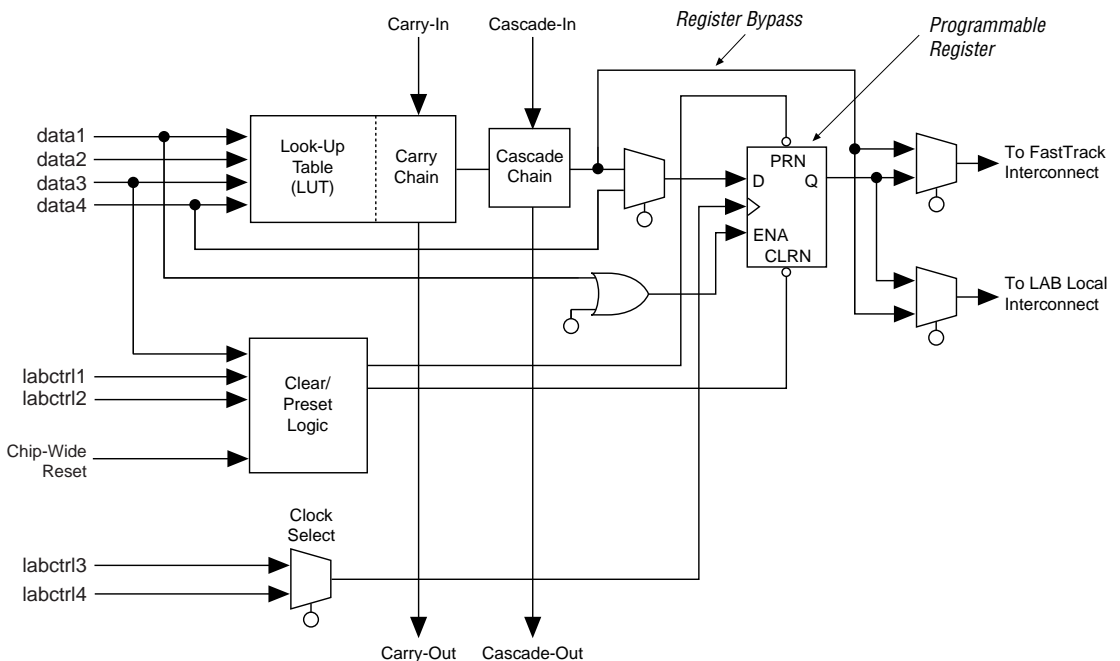 Carry-In
Cascade-In
Register Bypass
Programmable
Register
data1
data2
data3
data4
Look-Up
Table
(LUT)
Carry
Chain
Cascade
Chain
PRN
D
Q
ENA
CLRN
To FastTrack
Interconnect
To LAB Local
Interconnect
labctrl1
labctrl2
Clear/
Preset
Logic
Chip-Wide
Reset
Clock
Select
labctrl3
labctrl4
Carry-Out
Cascade-Out